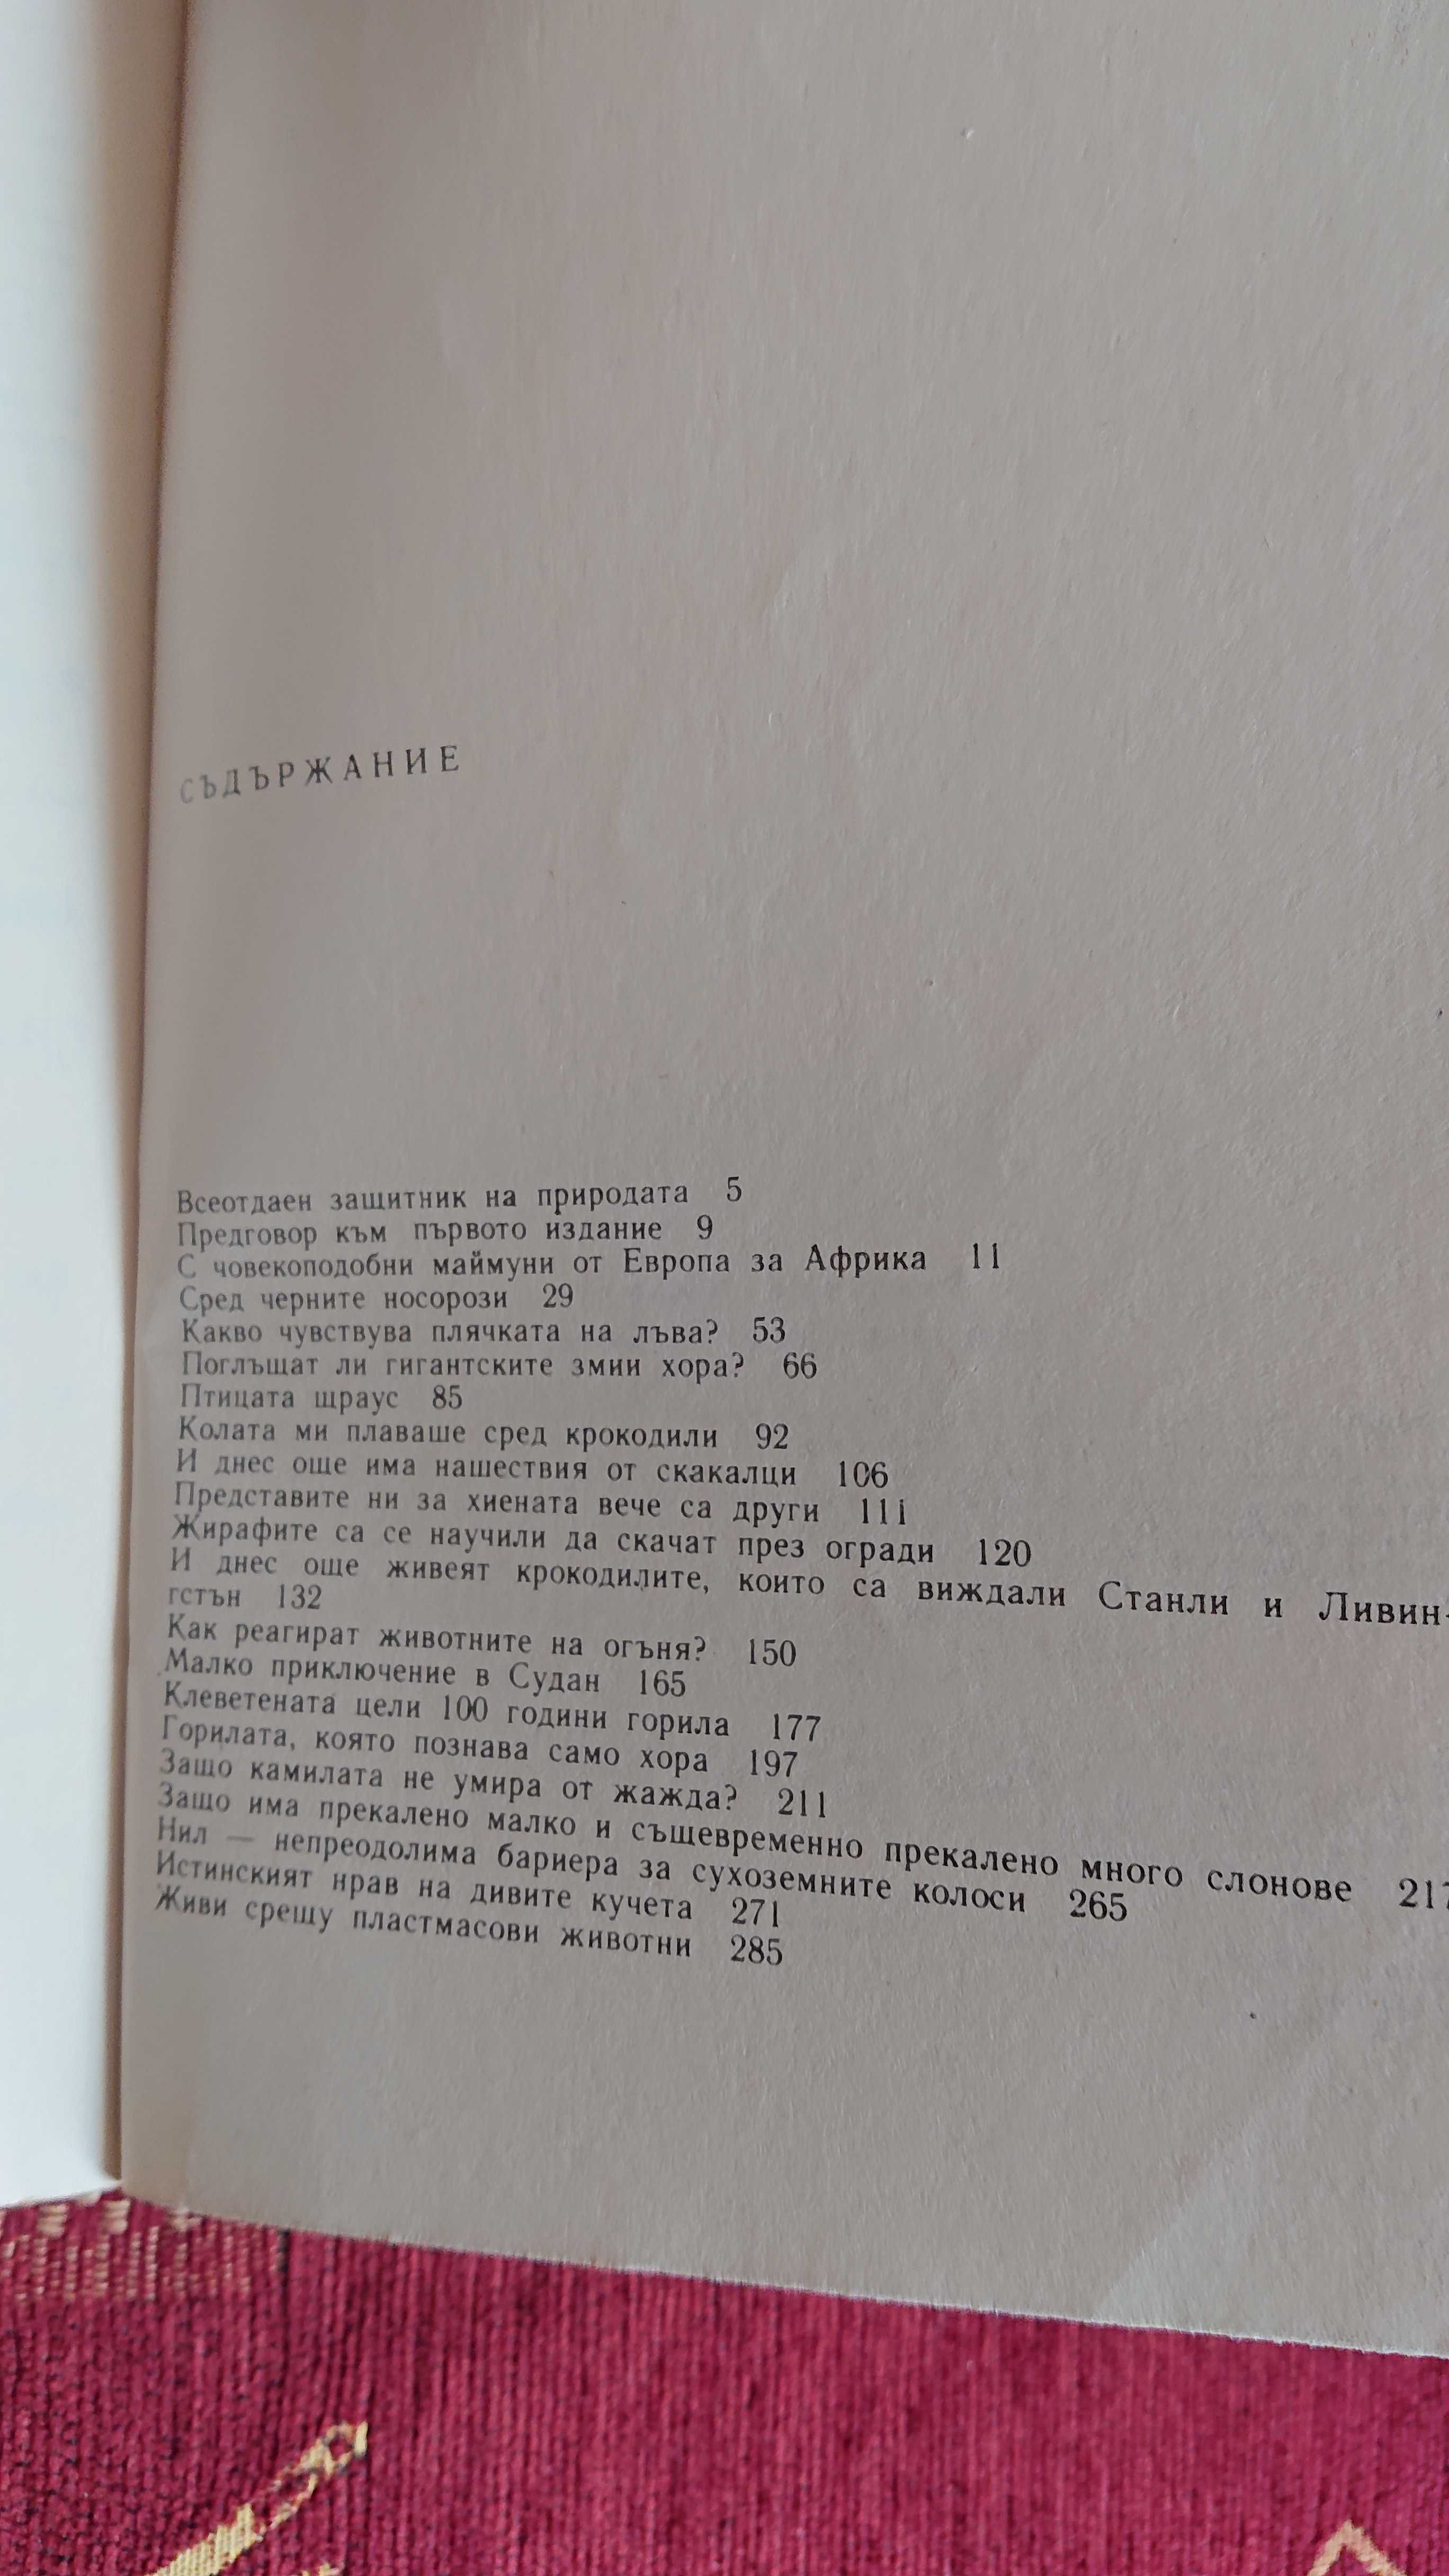 СЪДЪРЖАНИЕ
Всеотдаен защитник на природата 5
Предговор към първото издание 9
С човекоподобни маймуни от Европа за Африка 11
Сред черните носорози 29
Какво чувствува плячката на лъва? 53
Поглъщат ли гигантските змии хора? 66
Птицата щраус 85
Колата ми плаваше сред крокодили 92
И днес още има нашествия от скакалци 106
Представите ни за хиената вече са други 111
Жирафите са се научили да скачат през огради 120
И днес още живеят крокодилите, които са виждали Станли и Ливин-
гстън 132
Как реагират животните на огъня? 150
Малко приключение в Судан 165
Клеветената цели 100 години горила 177
Горилата, която познава само хора 197
Защо камилата не умира от жажда? 211
Защо има прекалено малко и същевременно прекалено много слонове
Нил — непреодолима бариера за сухоземните колоси 265
Истинският нрав на дивите кучета 271
Живи срещу пластмасови животни 285